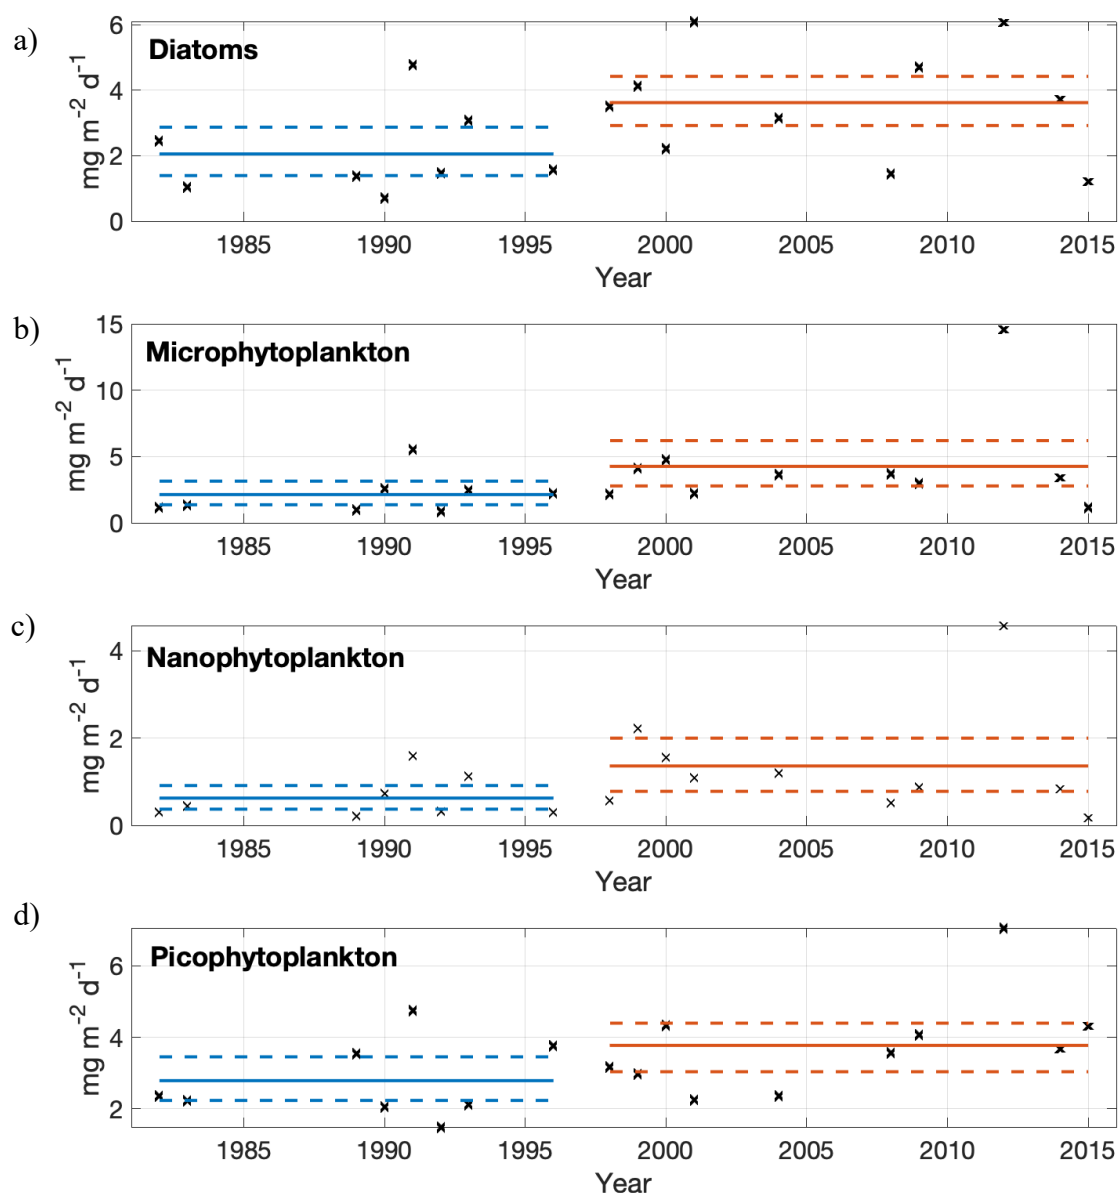 a)
Diatoms
mg m⁻² d⁻¹
6
4
2
0
1985 1990 1995 2000 2005 2010 2015
Year
b)
Microphytoplankton
mg m⁻² d⁻¹
15
10
5
0
1985 1990 1995 2000 2005 2010 2015
Year
c)
Nanophytoplankton
mg m⁻² d⁻¹
4
2
0
1985 1990 1995 2000 2005 2010 2015
Year
d)
Picophytoplankton
mg m⁻² d⁻¹
6
4
2
1985 1990 1995 2000 2005 2010 2015
Year